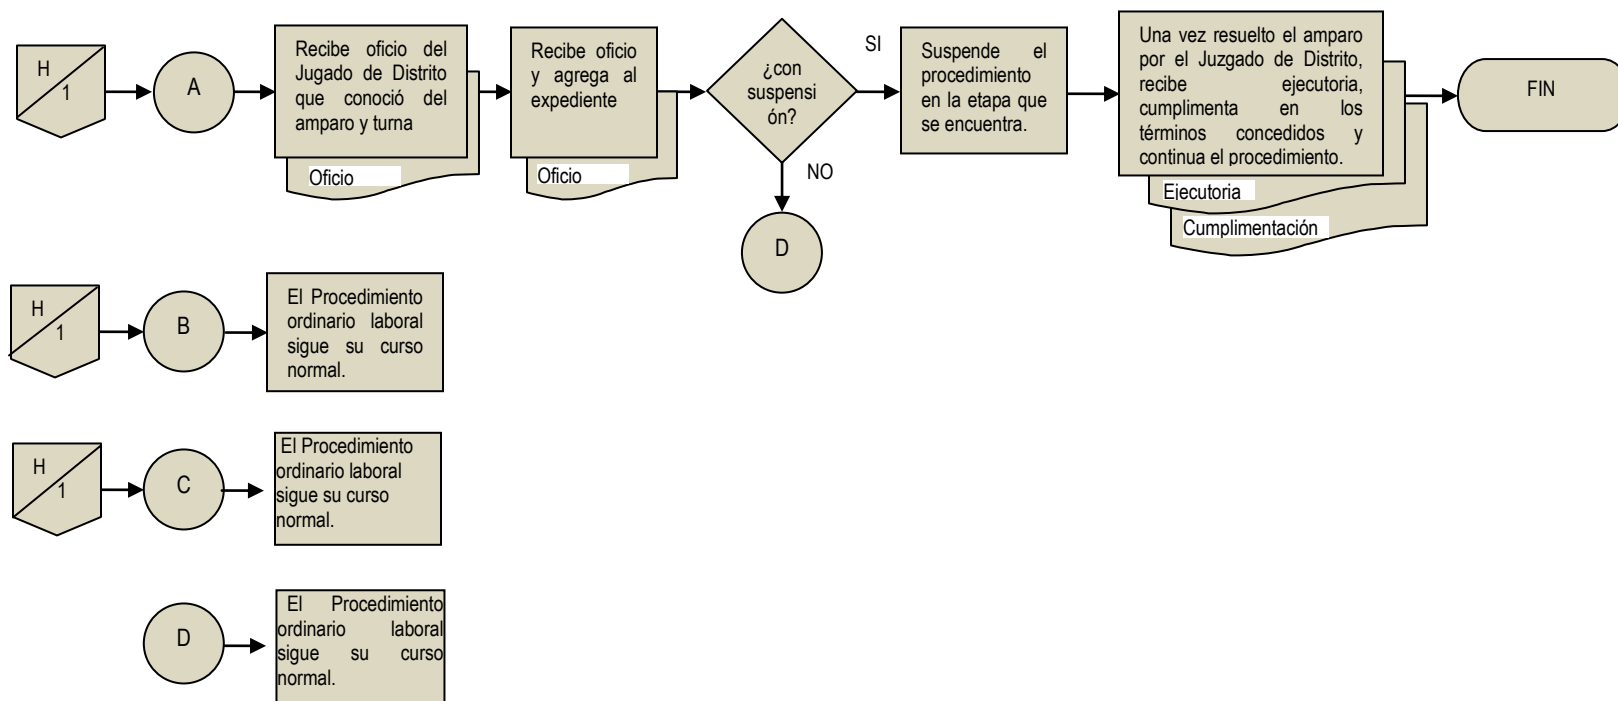 H
1
A
Recibe oficio del
Jugado de Distrito
que conoció del
amparo y turna
Oficio
Recibe oficio
y agrega al
expediente
Oficio
¿con
suspensi
ón?
SI
NO
D
Suspende el
procedimiento
en la etapa que
se encuentra.
Una vez resuelto el amparo
por el Juzgado de Distrito,
recibe ejecutoria,
cumplimenta en los
términos concedidos y
continua el procedimiento.
Ejecutoria
Cumplimentación
FIN
H
1
B
El Procedimiento
ordinario laboral
sigue su curso
normal.
H
1
C
El Procedimiento
ordinario laboral
sigue su curso
normal.
D
El Procedimiento
ordinario laboral
sigue su curso
normal.